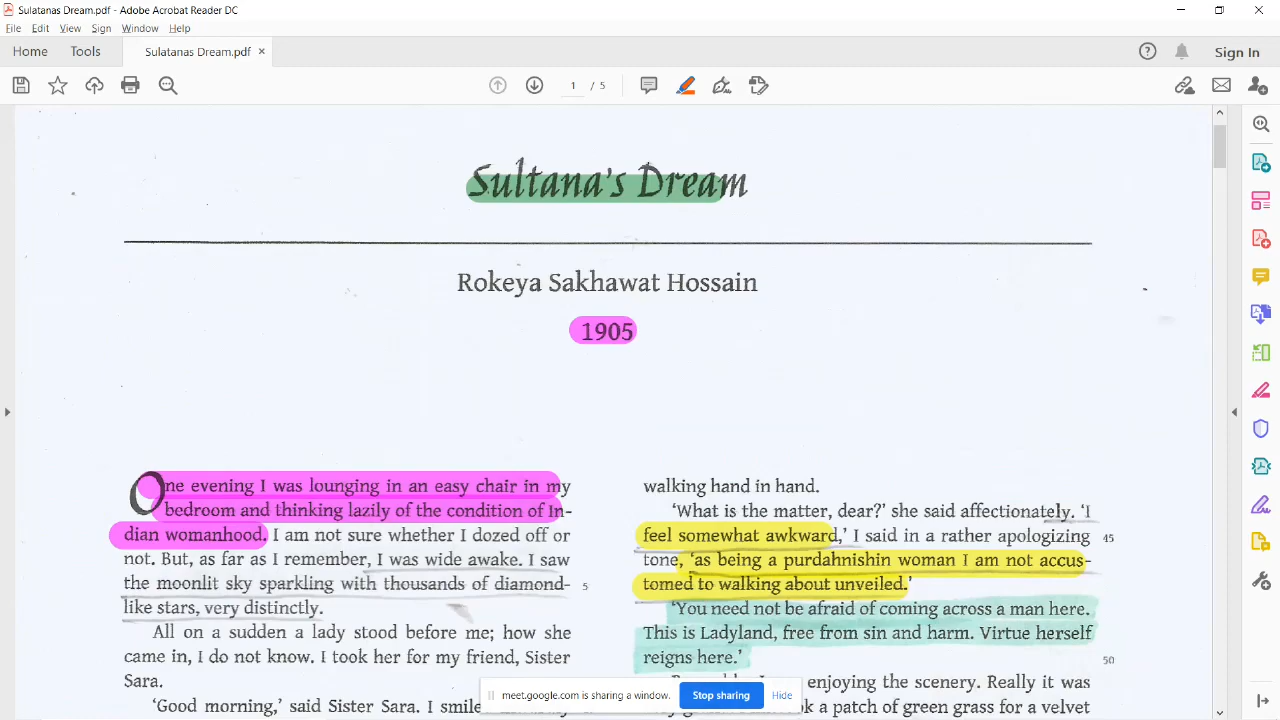 Sulatanas Dream.pdf - Adobe Acrobat Reader DC
File Edit View Sign Window Help
Home Tools Sulatanas Dream.pdf × Sign In
1 / 5
Sultana's Dream
Rokeya Sakhawat Hossain
1905
One evening I was lounging in an easy chair in my
bedroom and thinking lazily of the condition of In-
dian womanhood. I am not sure whether I dozed off or
not. But, as far as I remember, I was wide awake. I saw
the moonlit sky sparkling with thousands of diamond- 5
like stars, very distinctly.
All on a sudden a lady stood before me; how she
came in, I do not know. I took her for my friend, Sister
Sara.
'Good morning,' said Sister Sara. I
walking hand in hand.
'What is the matter, dear?' she said affectionately. 'I
feel somewhat awkward,' I said in a rather apologizing 45
tone, 'as being a purdahnishin woman I am not accus-
tomed to walking about unveiled.'
'You need not be afraid of coming across a man here.
This is Ladyland, free from sin and harm. Virtue herself
reigns here.' 50
enjoying the scenery. Really it was
a patch of green grass for a velvet
meet.google.com is sharing a window. Stop sharing Hide